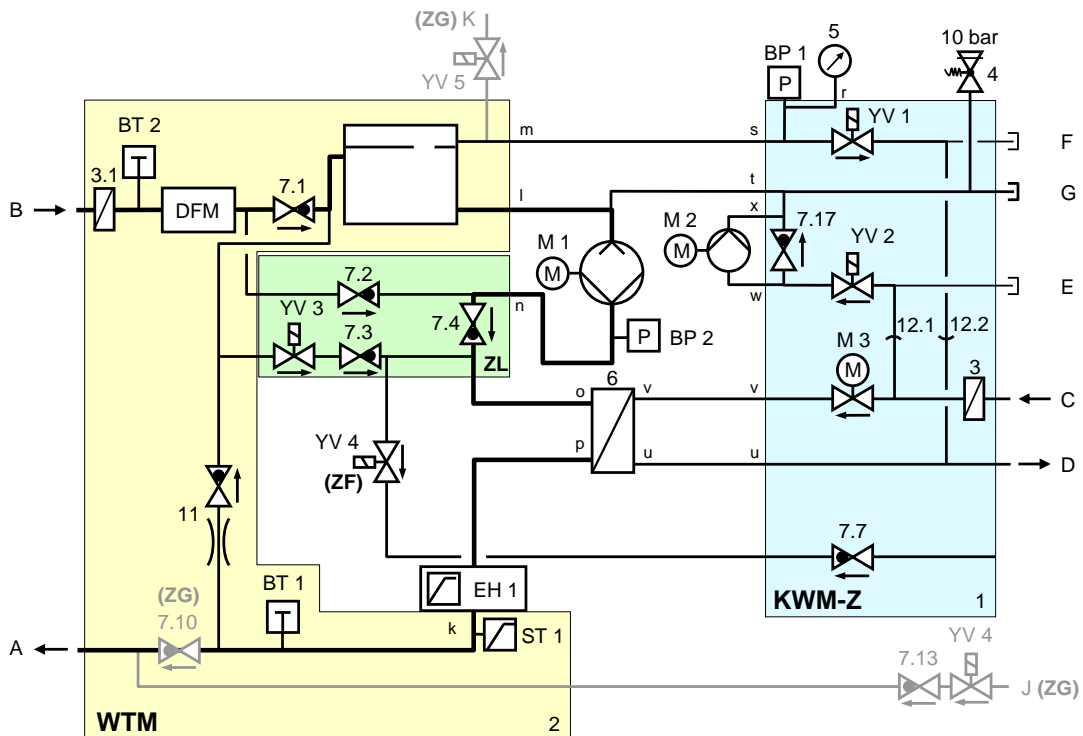 (ZG) K
YV 5
BP 1
P
5
r
10 bar
4
BT 2
3.1
T
B
DFM
7.1
m
s
YV 1
F
l
t
G
x
M 2
M
7.17
YV 2
M 1
M
E
w
7.2
YV 3
n
7.4
7.3
ZL
P
BP 2
12.1
12.2
M 3
M
6
3
o
v
v
C
YV 4
(ZF)
p
u
u
D
11
7.7
EH 1
KWM-Z
1
(ZG)
7.10
BT 1
T
k
ST 1
A
YV 4
7.13
J (ZG)
WTM
2